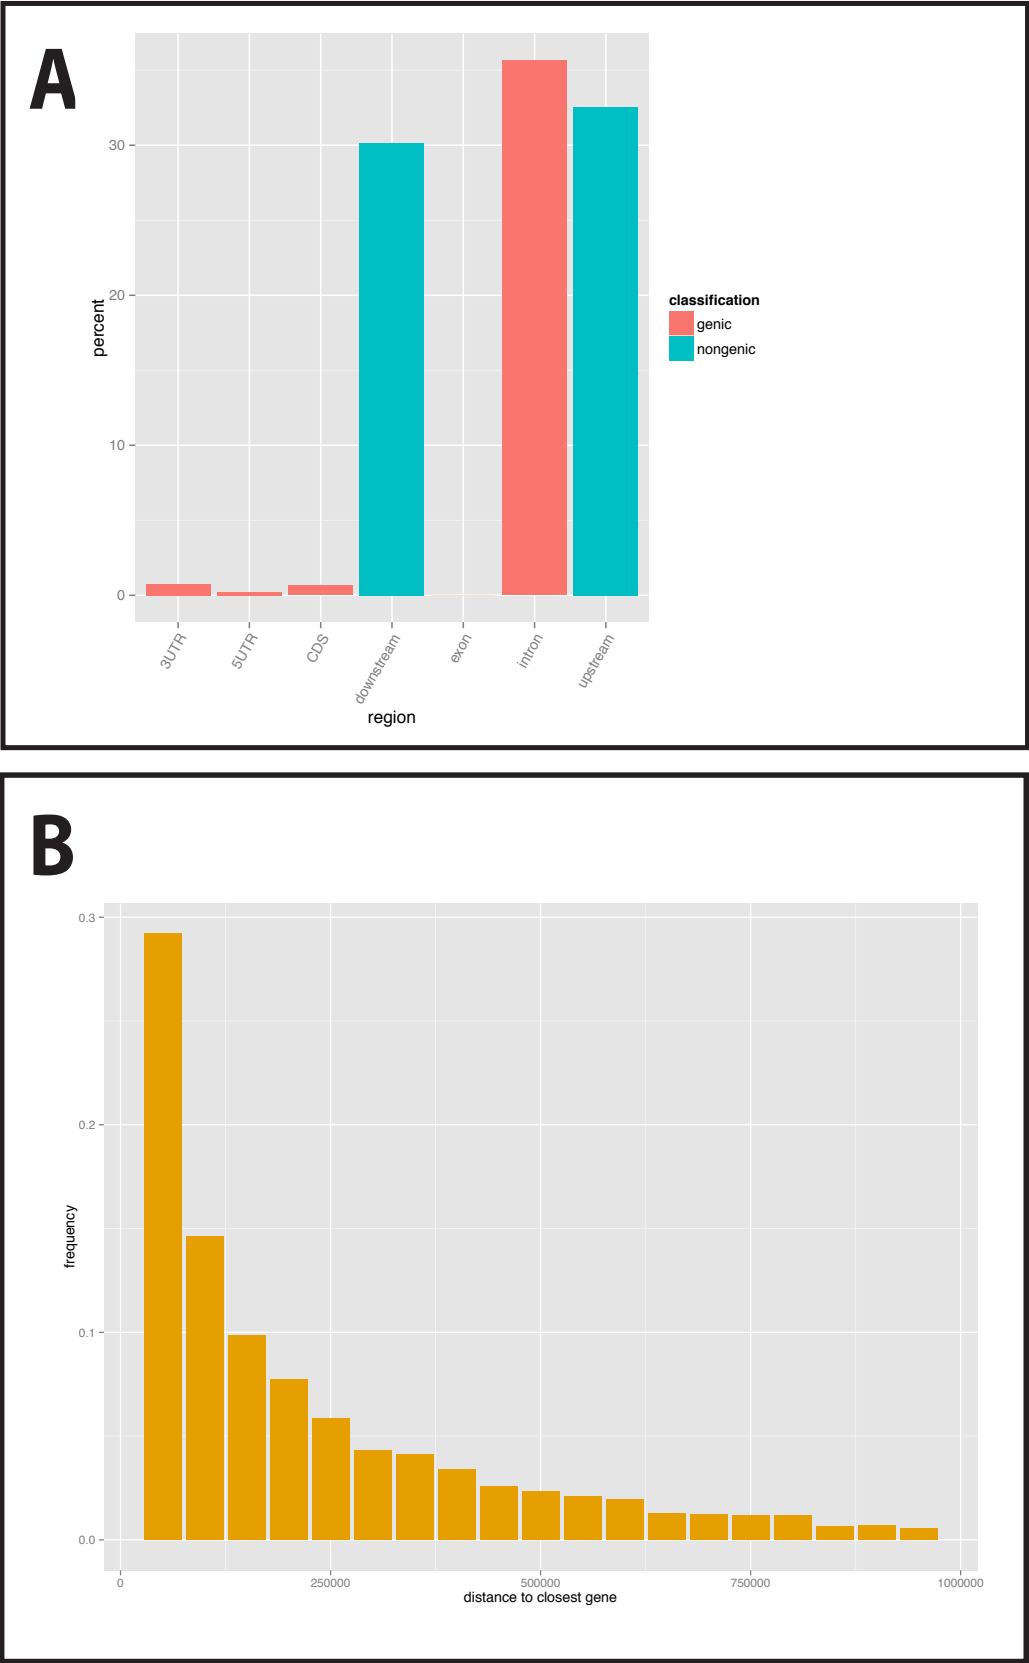 A
30
20
10
0
percent
3UTR
5UTR
CDS
downstream
exon
intron
upstream
region
classification
genic
nongenic
B
0.3
0.2
0.1
0.0
frequency
0
250000
500000
750000
1000000
distance to closest gene